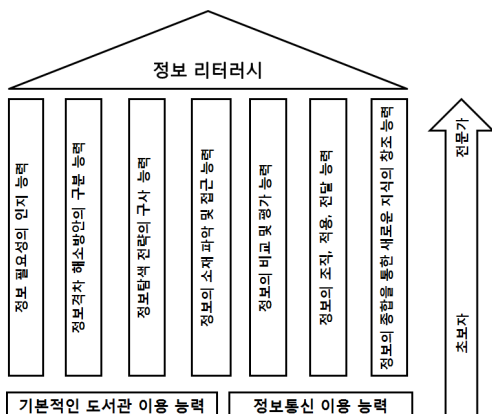 정보 리터러시
정보 필요성의 인지 능력
정보격차 해소방안의 구분 능력
정보탐색 전략의 구사 능력
정보의 소재 파악 및 접근 능력
정보의 비교 및 평가 능력
정보의 조직, 적용, 전달 능력
정보의 종합을 통한 새로운 지식의 창조 능력
전문가
초보자
기본적인 도서관 이용 능력
정보통신 이용 능력